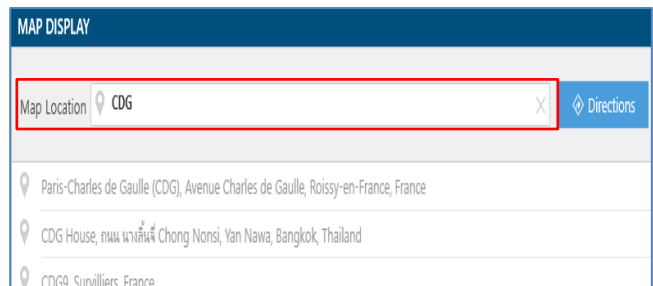 MAP DISPLAY
Map Location CDG Directions
Paris-Charles de Gaulle (CDG), Avenue Charles de Gaulle, Roissy-en-France, France
CDG House, ถนน นางลิ้นจี่ Chong Nonsi, Yan Nawa, Bangkok, Thailand
CDG9, Survilliers, France